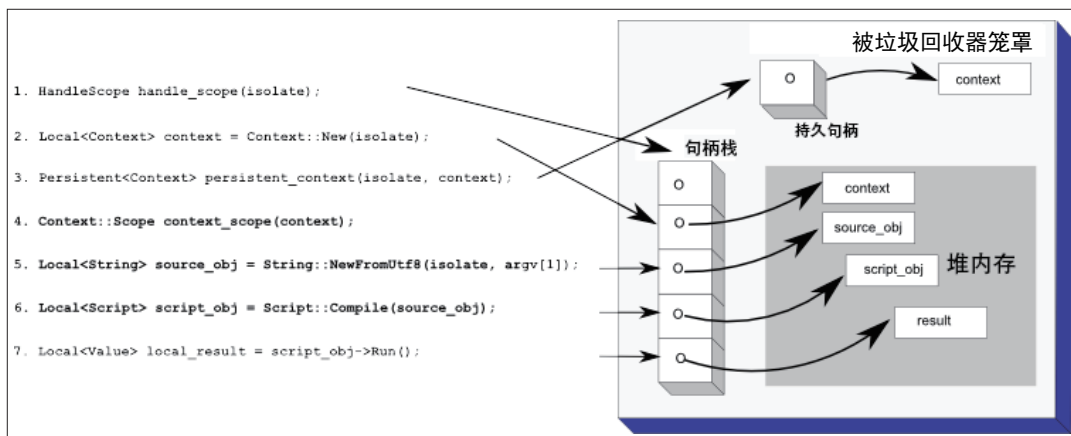 1. HandleScope handle_scope(isolate);
2. Local<Context> context = Context::New(isolate);
3. Persistent<Context> persistent_context(isolate, context);
4. Context::Scope context_scope(context);
5. Local<String> source_obj = String::NewFromUtf8(isolate, argv[1]);
6. Local<Script> script_obj = Script::Compile(source_obj);
7. Local<Value> local_result = script_obj->Run();
被垃圾回收器笼罩
O
context
持久句柄
句柄栈
O
O
O
O
O
context
source_obj
script_obj
堆内存
result